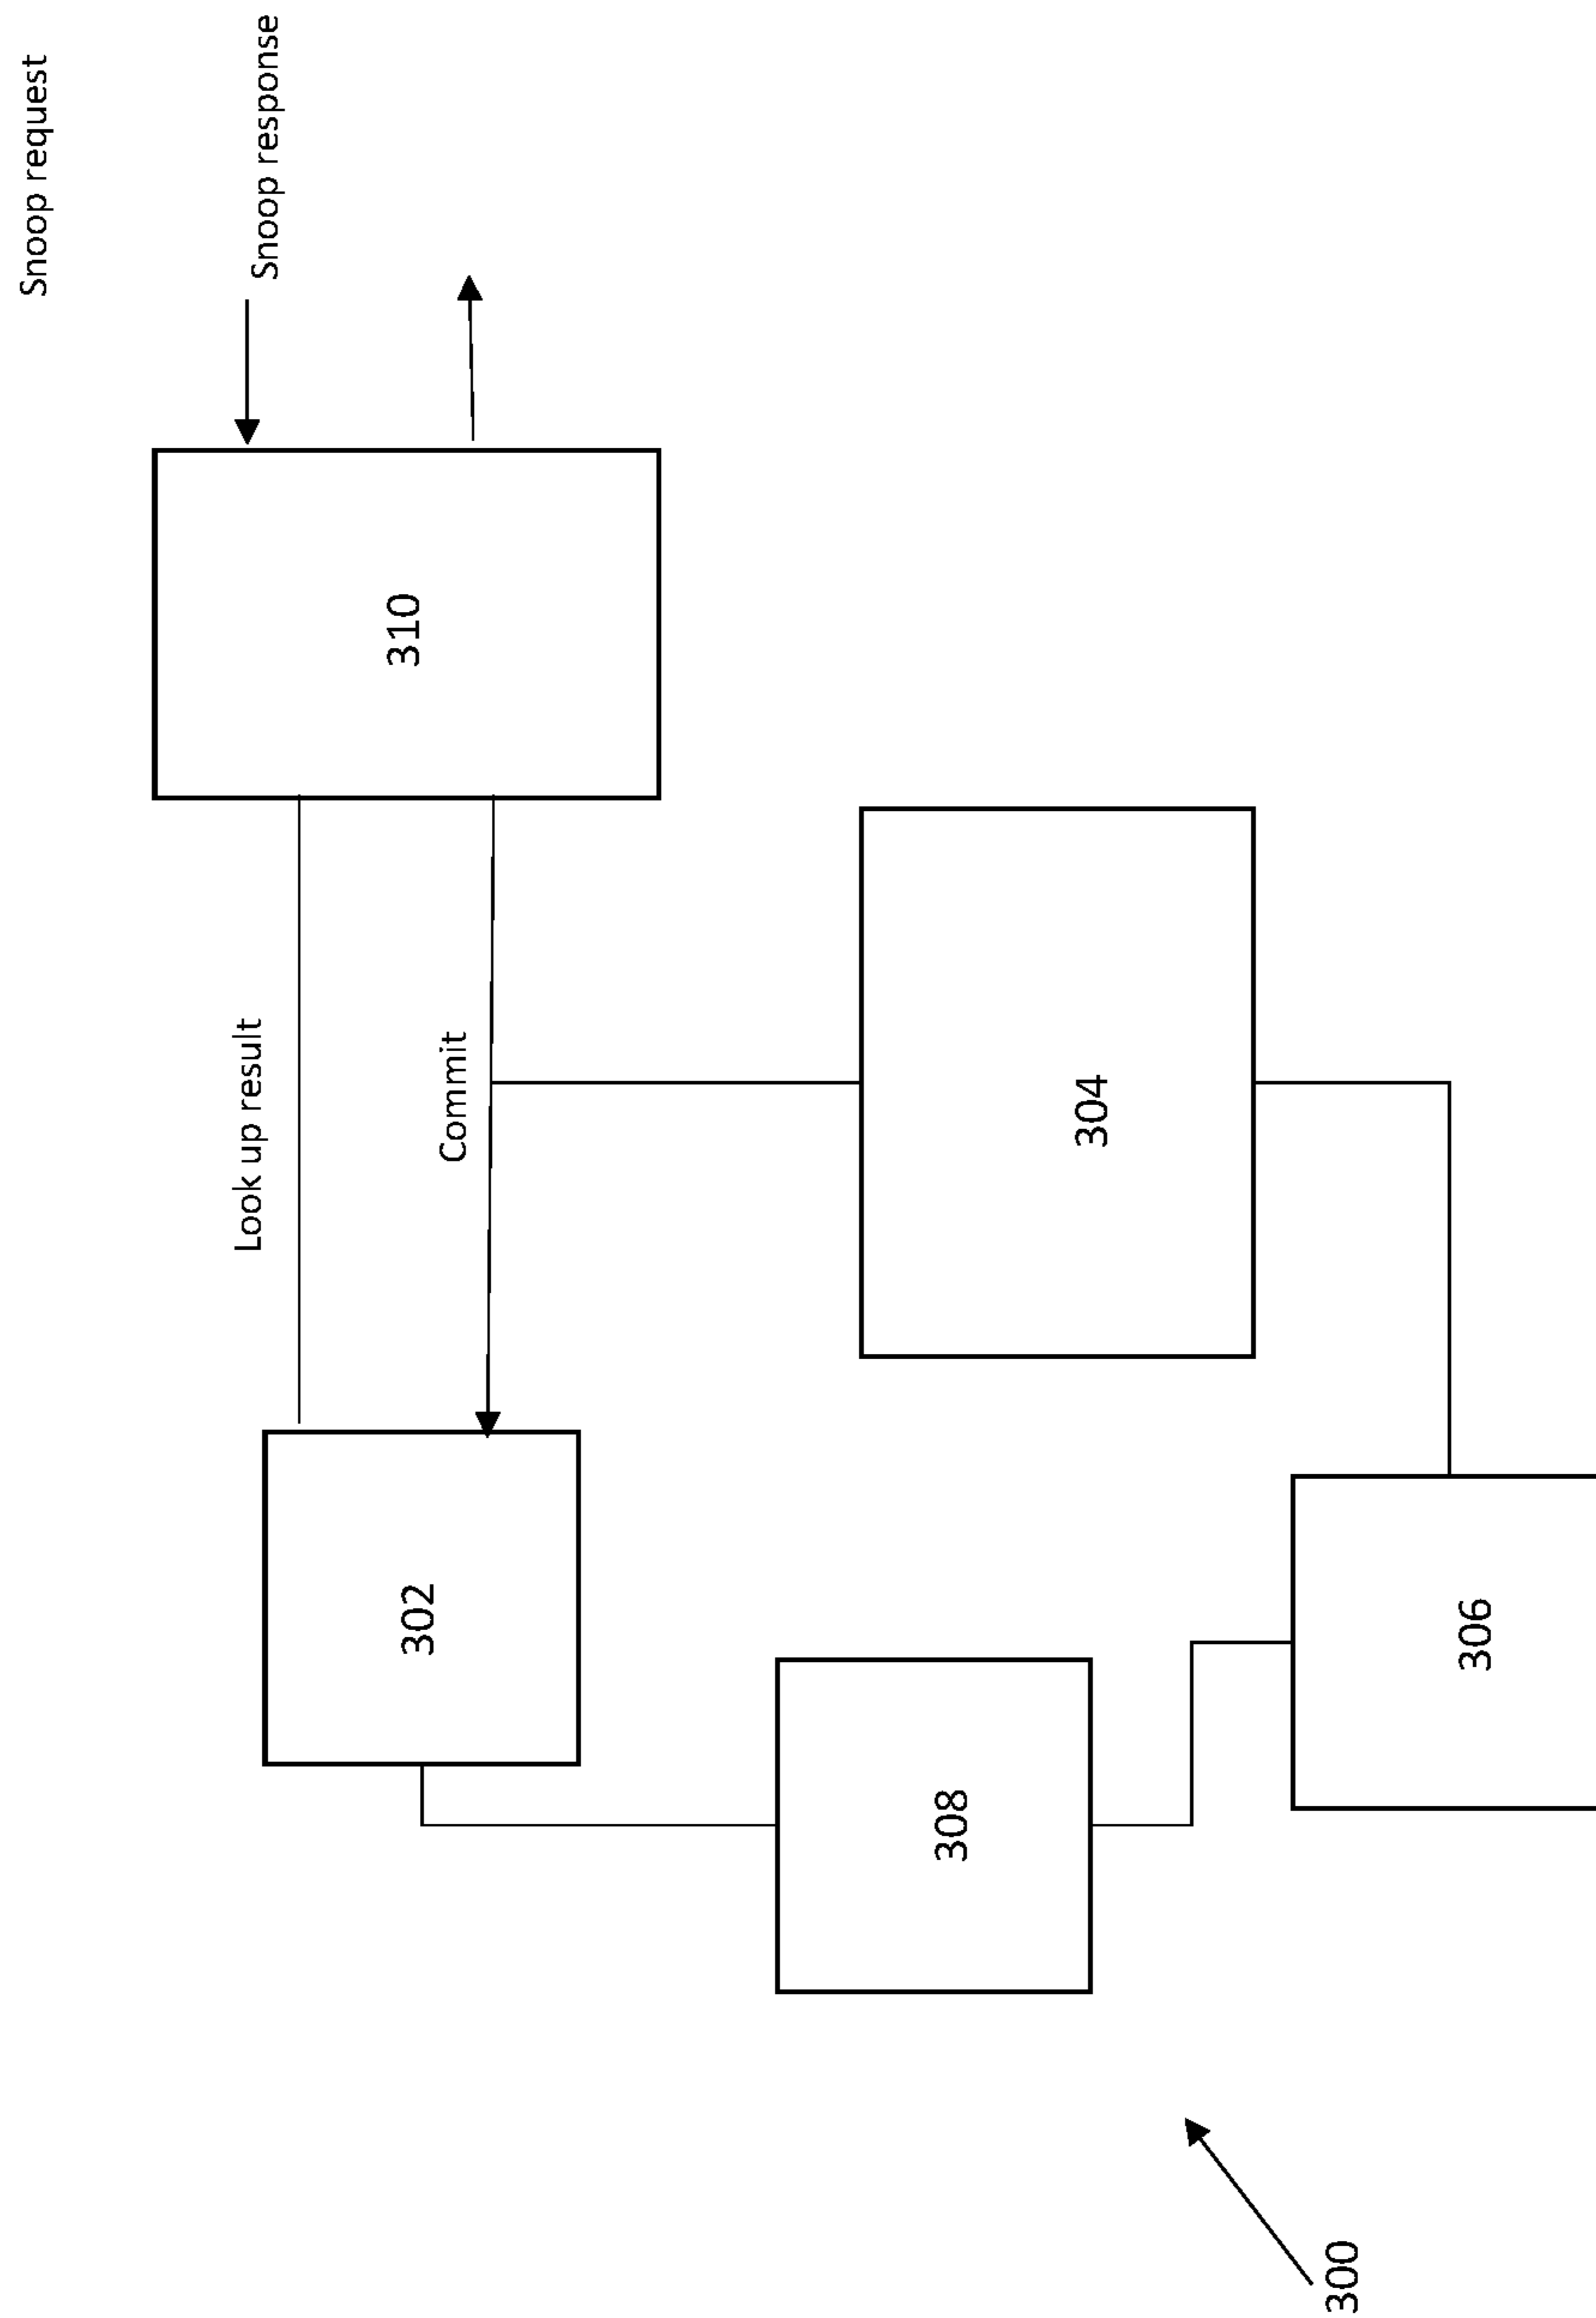 Snoop request
Snoop response
310
Look up result
Commit
304
302
308
306
300